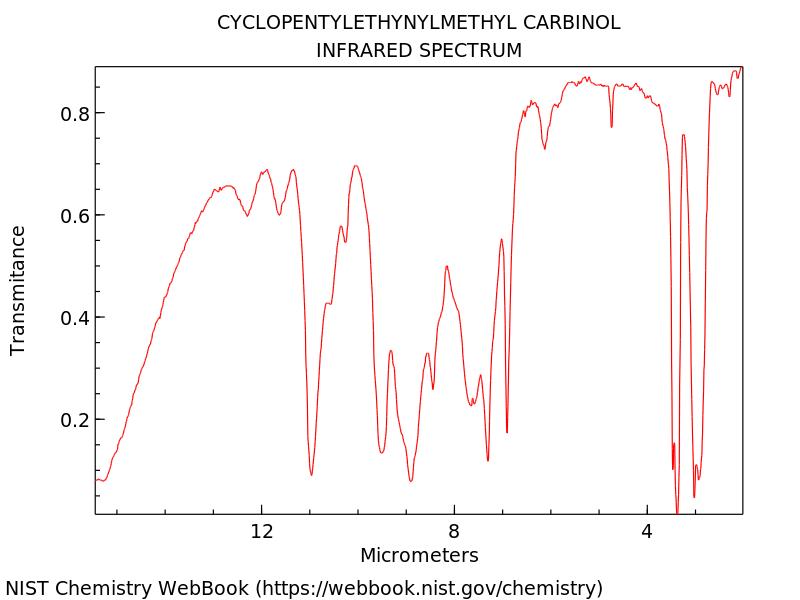 CYCLOPENTYLETHYNYLMETHYL CARBINOL
INFRARED SPECTRUM
0.8
0.6
0.4
0.2
Transmitance
12
8
4
Micrometers
NIST Chemistry WebBook (https://webbook.nist.gov/chemistry)